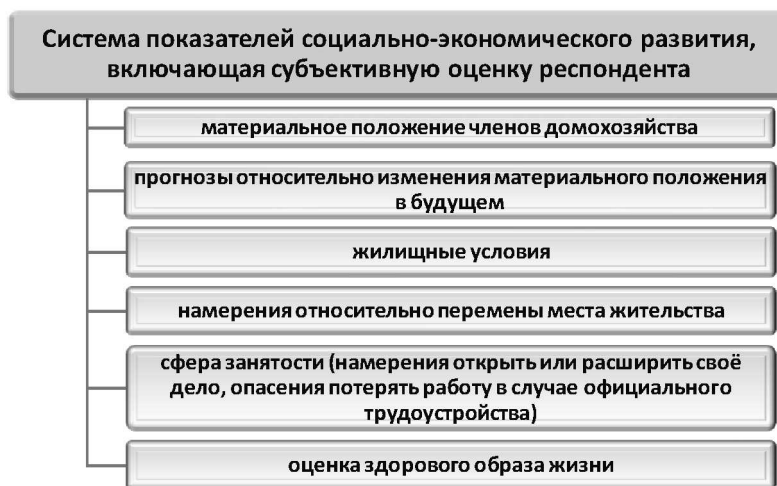 Система показателей социально-экономического развития,
включающая субъективную оценку респондента
материальное положение членов домохозяйства
прогнозы относительно изменения материального положения
в будущем
жилищные условия
намерения относительно перемены места жительства
сфера занятости (намерения открыть или расширить своё
дело, опасения потерять работу в случае официального
трудоустройства)
оценка здорового образа жизни